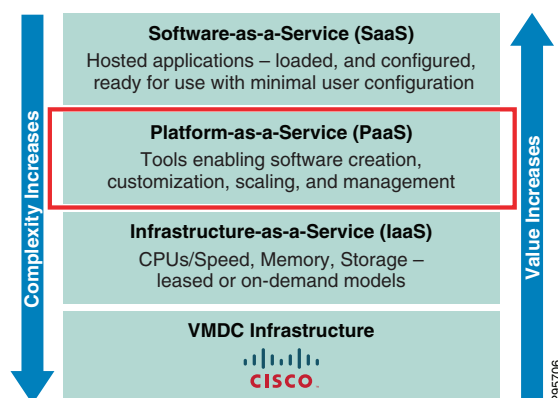 Software-as-a-Service (SaaS)
Hosted applications – loaded, and configured,
ready for use with minimal user configuration
Platform-as-a-Service (PaaS)
Tools enabling software creation,
customization, scaling, and management
Infrastructure-as-a-Service (IaaS)
CPUs/Speed, Memory, Storage –
leased or on-demand models
VMDC Infrastructure
CISCO
Complexity Increases
Value Increases
295706